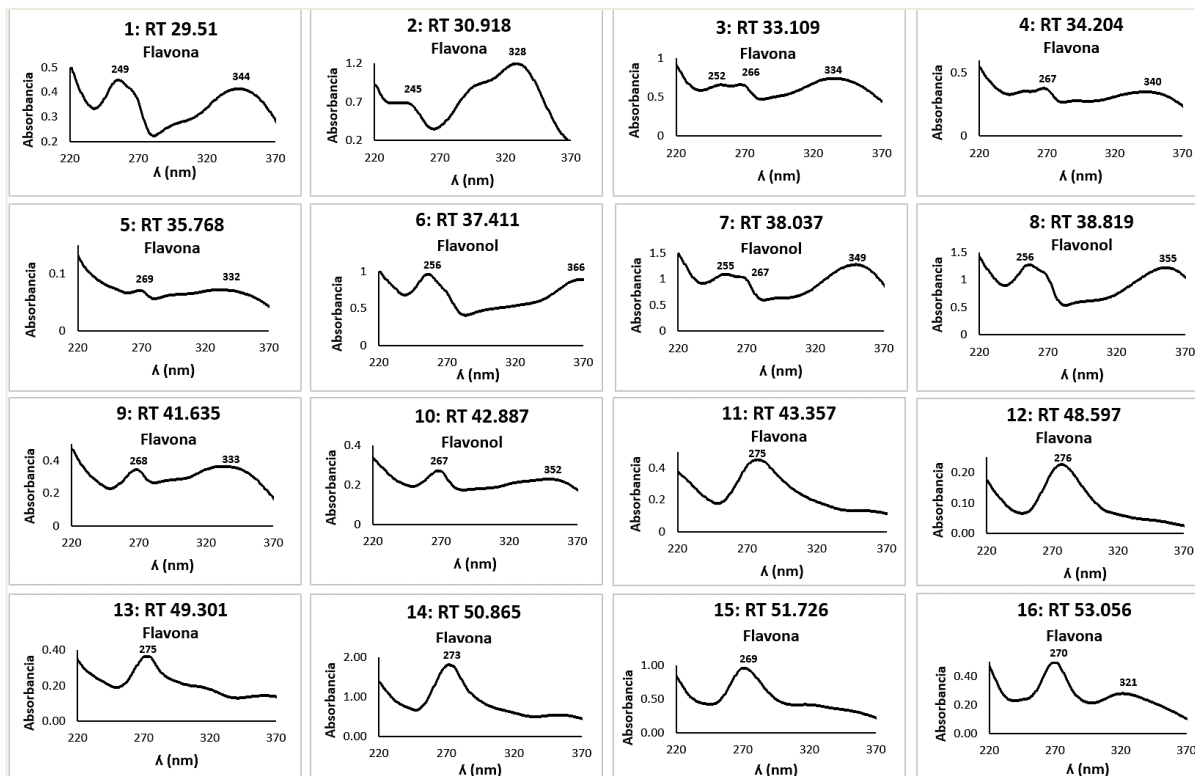 1: RT 29.51
Flavona
Absorbancia
0.5
0.4
0.3
0.2
249
344
220
270
320
370
λ (nm)
2: RT 30.918
Flavona
Absorbancia
1.2
0.7
0.2
245
328
220
270
320
370
λ (nm)
3: RT 33.109
Flavona
Absorbancia
1
0.5
0
252
266
334
220
270
320
370
λ (nm)
4: RT 34.204
Flavona
Absorbancia
0.5
0
267
340
220
270
320
370
λ (nm)
5: RT 35.768
Flavona
Absorbancia
0.1
0
269
332
220
270
320
370
λ (nm)
6: RT 37.411
Flavonol
Absorbancia
1
0.5
0
256
366
220
270
320
370
λ (nm)
7: RT 38.037
Flavonol
Absorbancia
1.5
1
0.5
0
255
267
349
220
270
320
370
λ (nm)
8: RT 38.819
Flavonol
Absorbancia
1.5
1
0.5
0
256
355
220
270
320
370
λ (nm)
9: RT 41.635
Flavona
Absorbancia
0.4
0.2
0
268
333
220
270
320
370
λ (nm)
10: RT 42.887
Flavonol
Absorbancia
0.4
0.2
0
267
352
220
270
320
370
λ (nm)
11: RT 43.357
Flavona
Absorbancia
0.4
0.2
0
275
220
270
320
370
λ (nm)
12: RT 48.597
Flavona
Absorbancia
0.20
0.10
0.00
276
220
270
320
370
λ (nm)
13: RT 49.301
Flavona
Absorbancia
0.40
0.20
0.00
275
220
270
320
370
λ (nm)
14: RT 50.865
Flavona
Absorbancia
2.00
1.00
0.00
273
220
270
320
370
λ (nm)
15: RT 51.726
Flavona
Absorbancia
1.00
0.50
0.00
269
220
270
320
370
λ (nm)
16: RT 53.056
Flavona
Absorbancia
0.40
0.20
0.00
270
321
220
270
320
370
λ (nm)